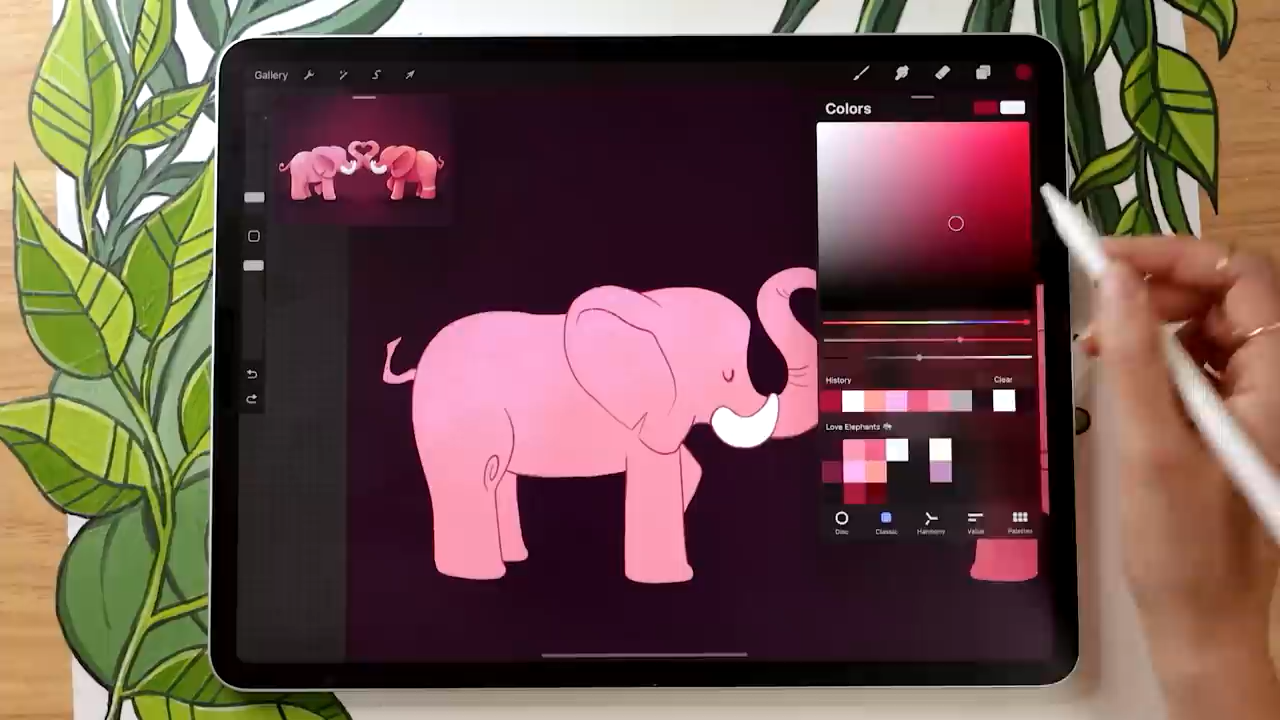 Gallery
Colors
History
Clear
Love Elephants
Disc
Classic
Harmony
Value
Palettes